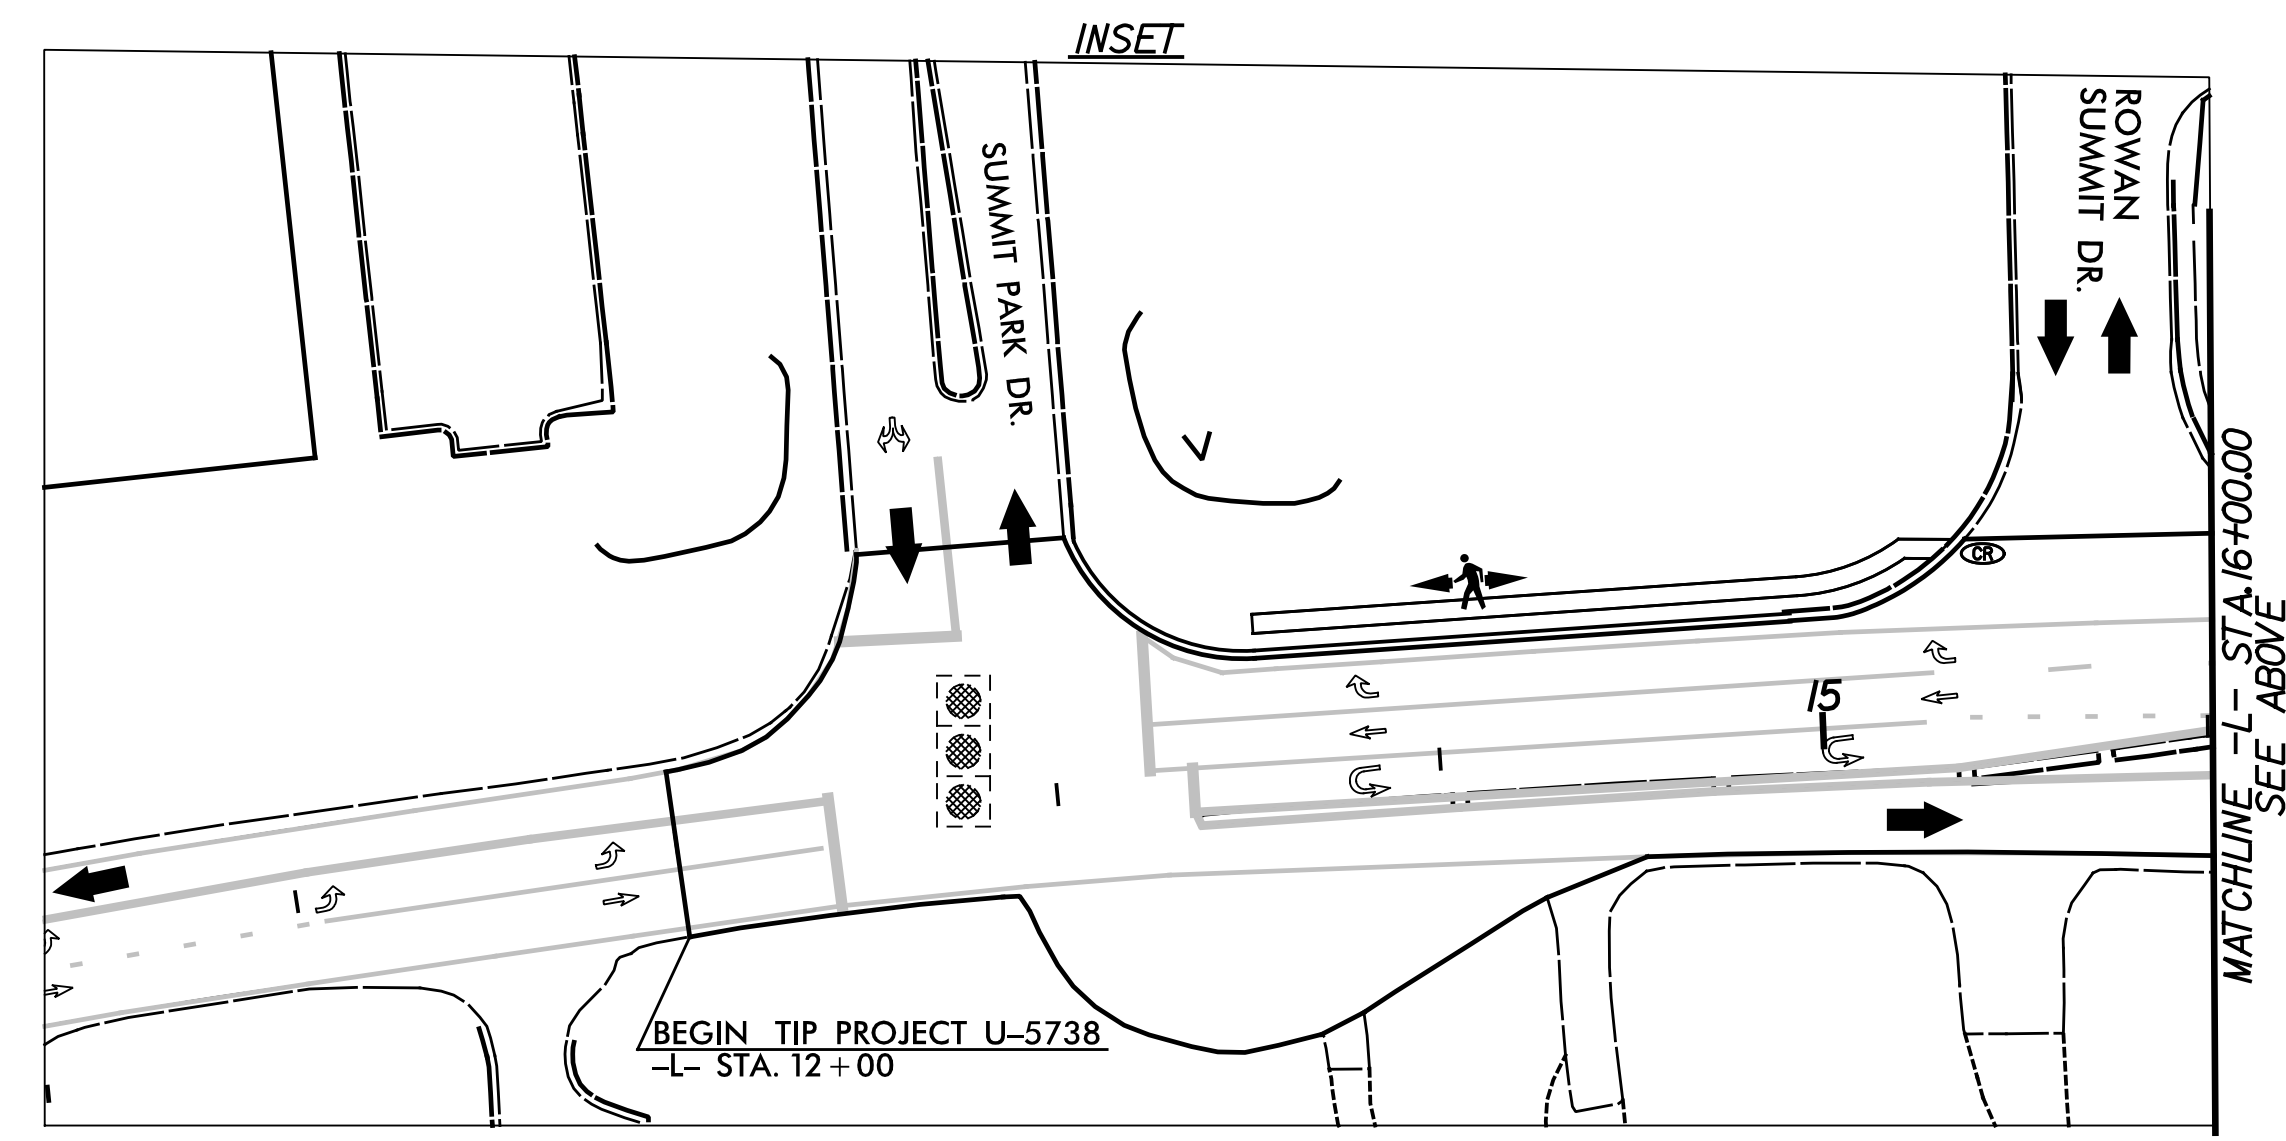 INSET
ROWAN
SUMMIT DR.
SUMMIT PARK DR.
CR
15
MATCHLINE -L- STA.16+00.00
SEE ABOVE
BEGIN TIP PROJECT U-5738
-L- STA. 12+00